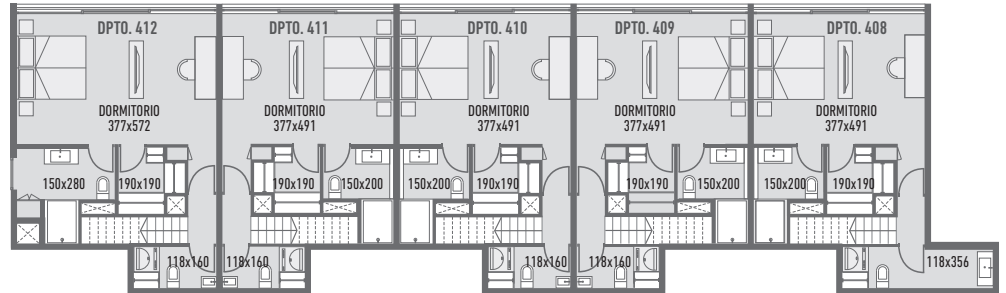 DPTO. 412
DPTO. 411
DPTO. 410
DPTO. 409
DPTO. 408
DORMITORIO
377x572
DORMITORIO
377x491
DORMITORIO
377x491
DORMITORIO
377x491
DORMITORIO
377x491
150x280
190x190
190x190
150x200
150x200
190x190
190x190
150x200
150x200
190x190
118x160
118x160
118x160
118x160
118x356